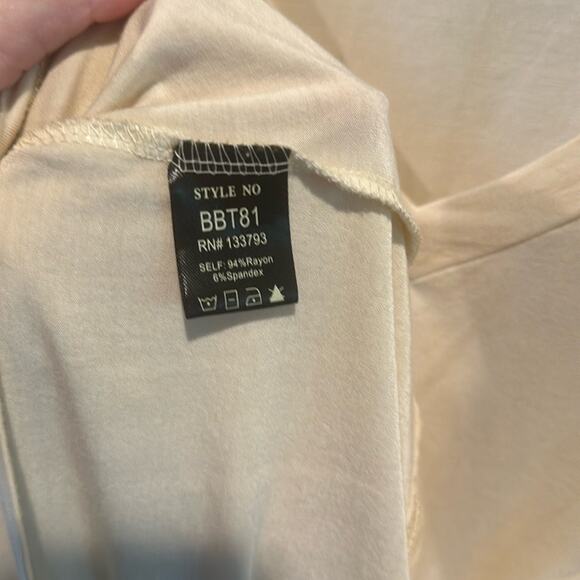 STYLE NO
BBT81
RN# 133793
SELF: 94%Rayon
6%Spandex